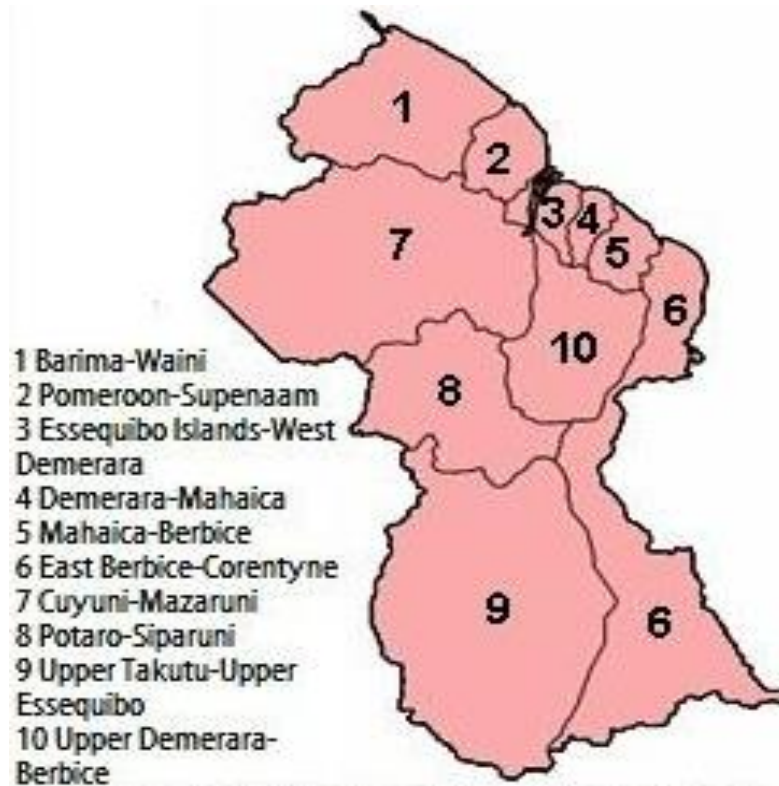 1
2
3
4
5
6
7
10
8
9
6
1 Barima-Waini
2 Pomeroon-Supenaam
3 Essequibo Islands-West
Demerara
4 Demerara-Mahaica
5 Mahaica-Berbice
6 East Berbice-Corentyne
7 Cuyuni-Mazaruni
8 Potaro-Siparuni
9 Upper Takutu-Upper
Essequibo
10 Upper Demerara-
Berbice